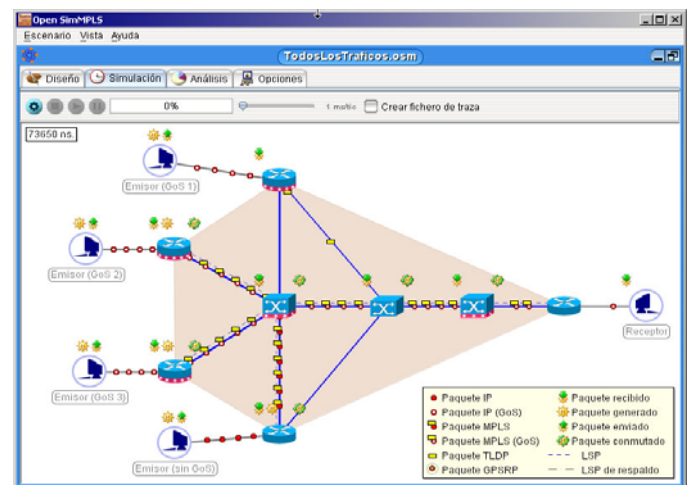 Open SimMPLS
Escenario Vista Ayuda
TodosLosTraficos.osm
Diseño Simulación Análisis Opciones
0% 1 ms/tic Crear fichero de traza
73650 ns.
Emisor (GoS 1)
Emisor (GoS 2)
Receptor
Emisor (GoS 3)
Emisor (sin GoS)
Paquete IP
Paquete IP (GoS)
Paquete MPLS
Paquete MPLS (GoS)
Paquete TLDP
Paquete GPSRP
Paquete recibido
Paquete generado
Paquete enviado
Paquete conmutado
LSP
LSP de respaldo